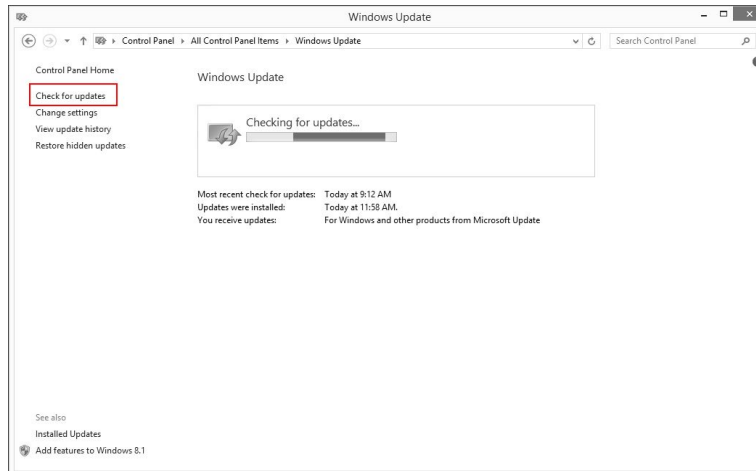 Windows Update
Control Panel ▸ All Control Panel Items ▸ Windows Update
Search Control Panel
Control Panel Home
Check for updates
Change settings
View update history
Restore hidden updates
Windows Update
Checking for updates...
Most recent check for updates: Today at 9:12 AM
Updates were installed: Today at 11:58 AM.
You receive updates: For Windows and other products from Microsoft Update
See also
Installed Updates
Add features to Windows 8.1